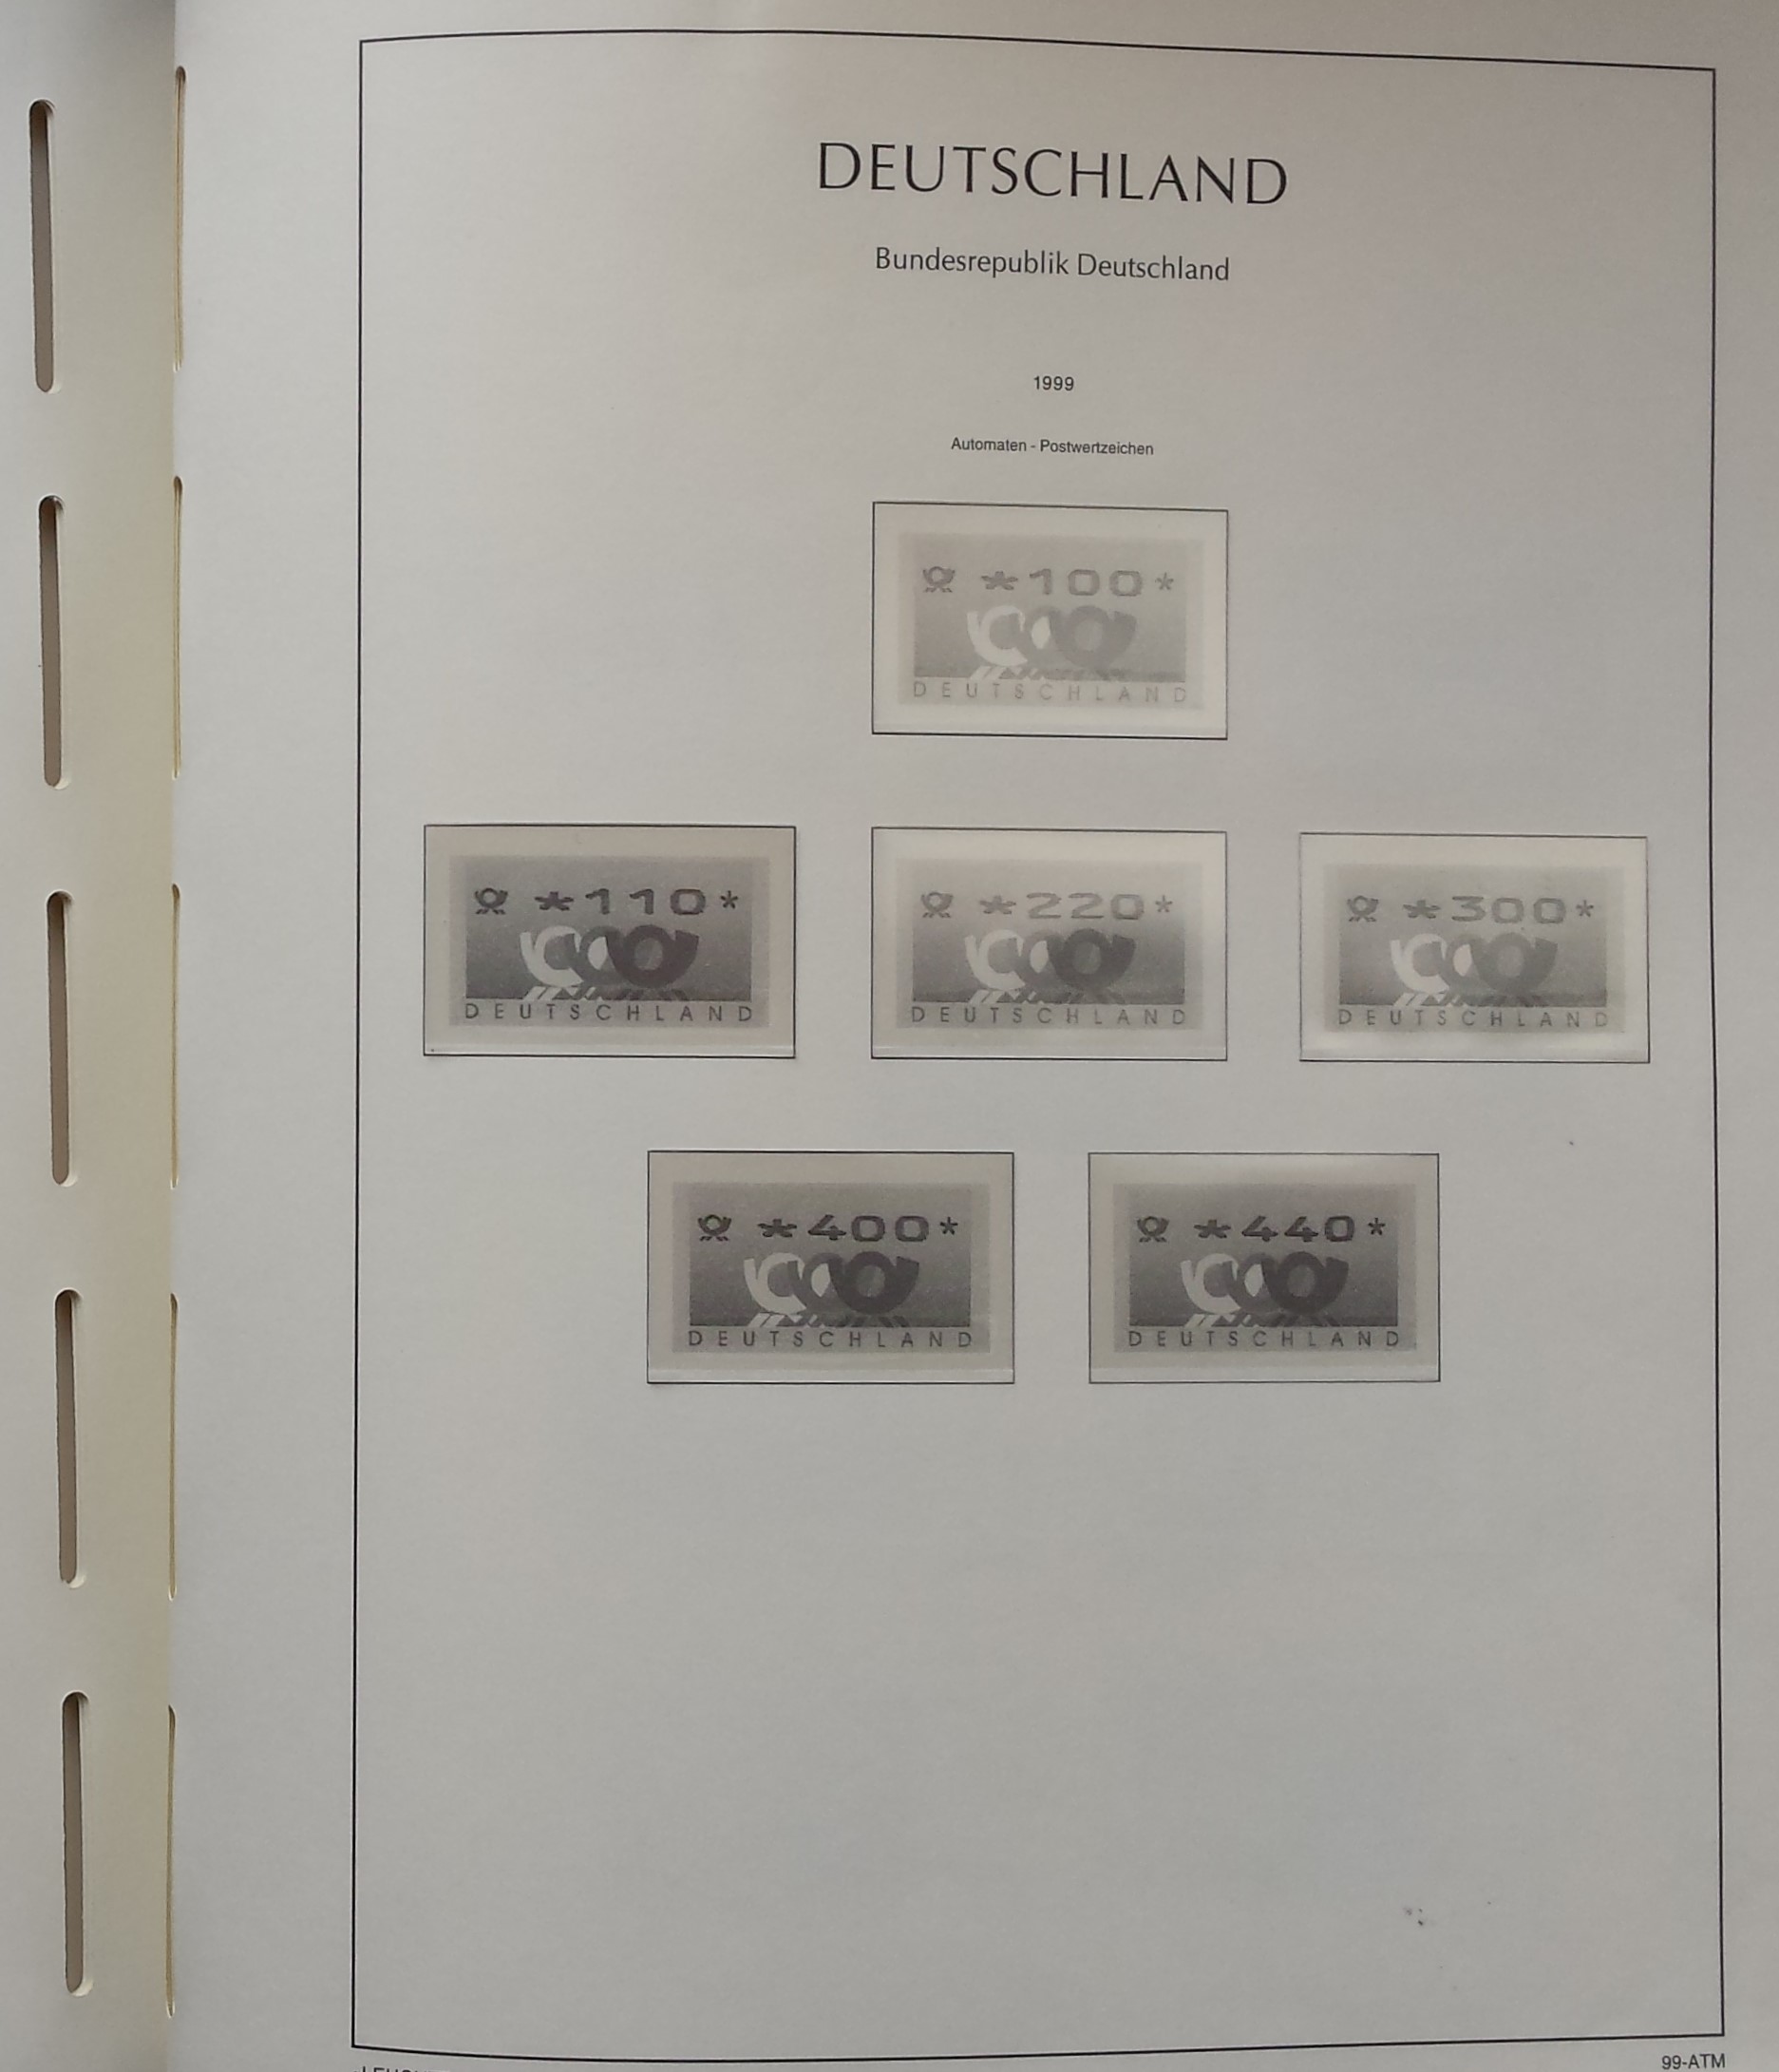 DEUTSCHLAND
Bundesrepublik Deutschland
1999
Automaten - Postwertzeichen
*100*
DEUTSCHLAND
*110*
DEUTSCHLAND
*220*
DEUTSCHLAND
*300*
DEUTSCHLAND
*400*
DEUTSCHLAND
*440*
DEUTSCHLAND
99-ATM